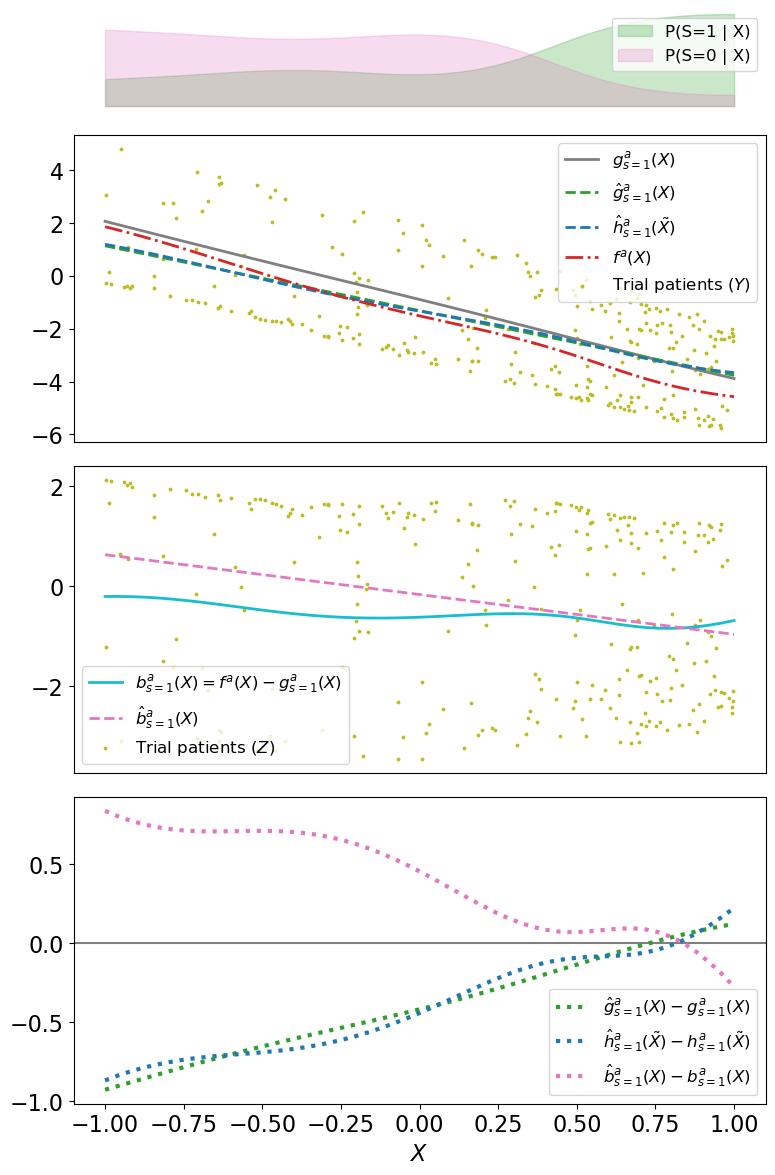 P(S=1 | X)
P(S=0 | X)
4
2
0
−2
−4
−6
g^a_{s=1}(X)
ĝ^a_{s=1}(X)
ĥ^a_{s=1}(X̃)
f^a(X)
Trial patients (Y)
2
0
−2
b^a_{s=1}(X) = f^a(X) − g^a_{s=1}(X)
b̂^a_{s=1}(X)
Trial patients (Z)
0.5
0.0
−0.5
−1.0
ĝ^a_{s=1}(X) − g^a_{s=1}(X)
ĥ^a_{s=1}(X̃) − h^a_{s=1}(X̃)
b̂^a_{s=1}(X) − b^a_{s=1}(X)
−1.00 −0.75 −0.50 −0.25 0.00 0.25 0.50 0.75 1.00
X